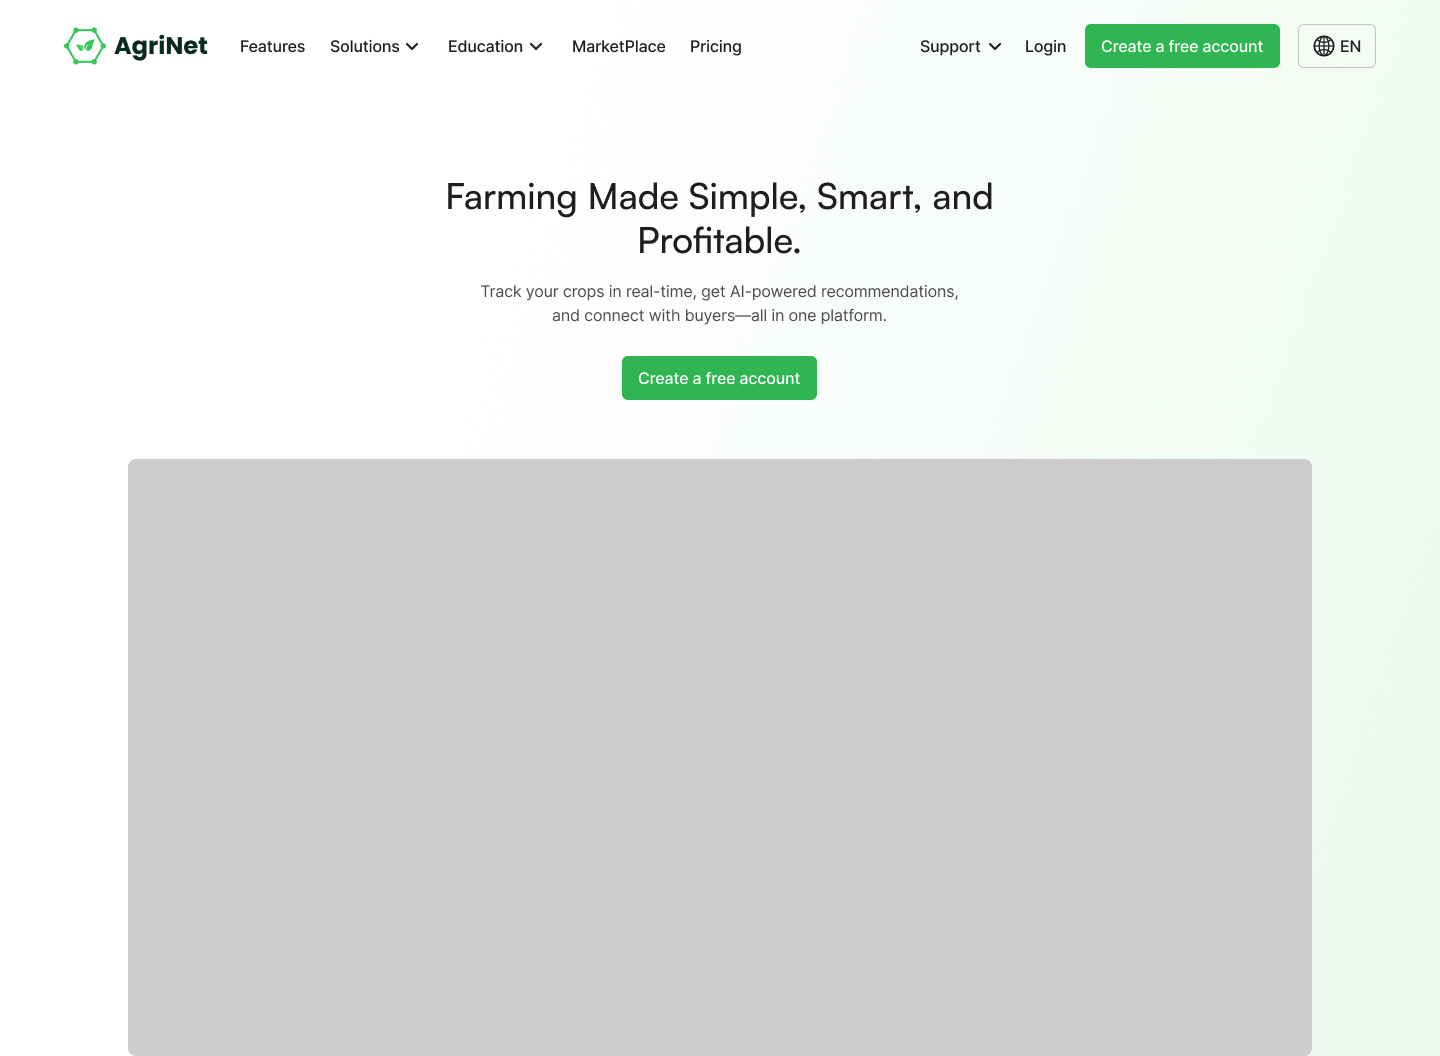 AgriNet
Features
Solutions
Education
MarketPlace
Pricing
Support
Login
Create a free account
EN
Farming Made Simple, Smart, and
Profitable.
Track your crops in real-time, get AI-powered recommendations,
and connect with buyers—all in one platform.
Create a free account